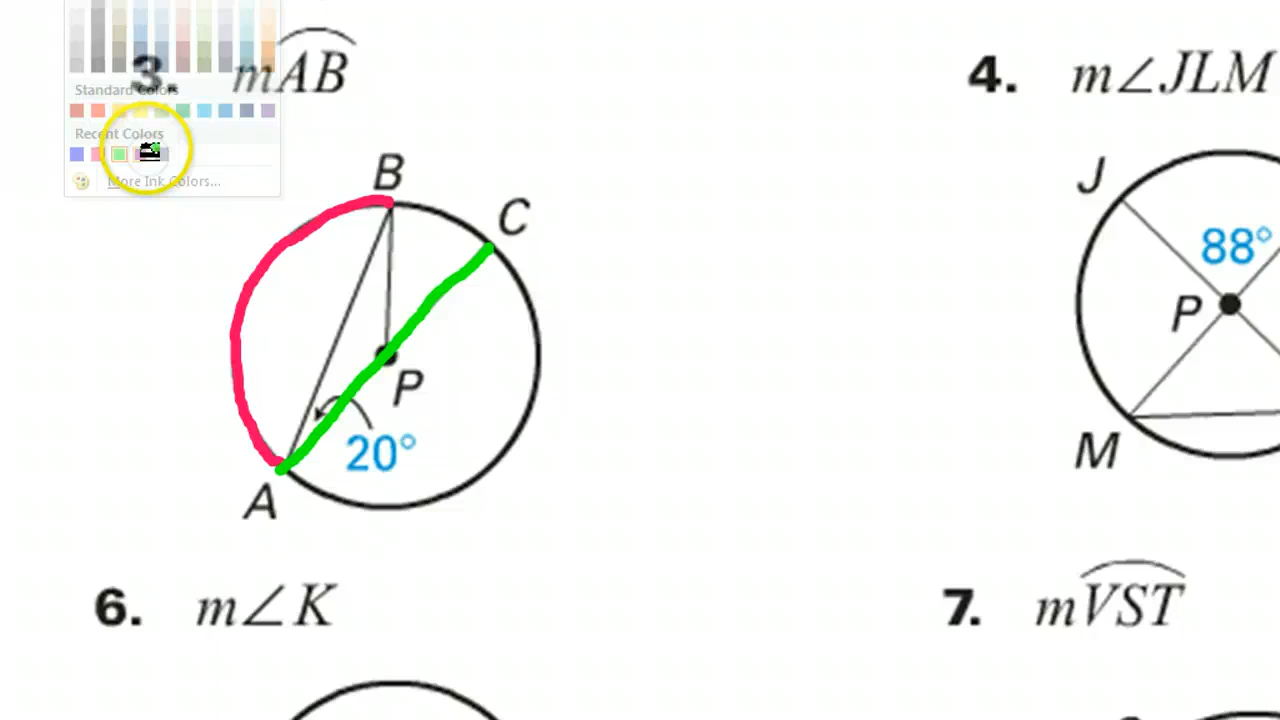 3. mAB
4. m∠JLM
Standard Colors
Recent Colors
More Ink Colors...
B
C
P
20°
A
J
88°
P
M
6. m∠K
7. mVST